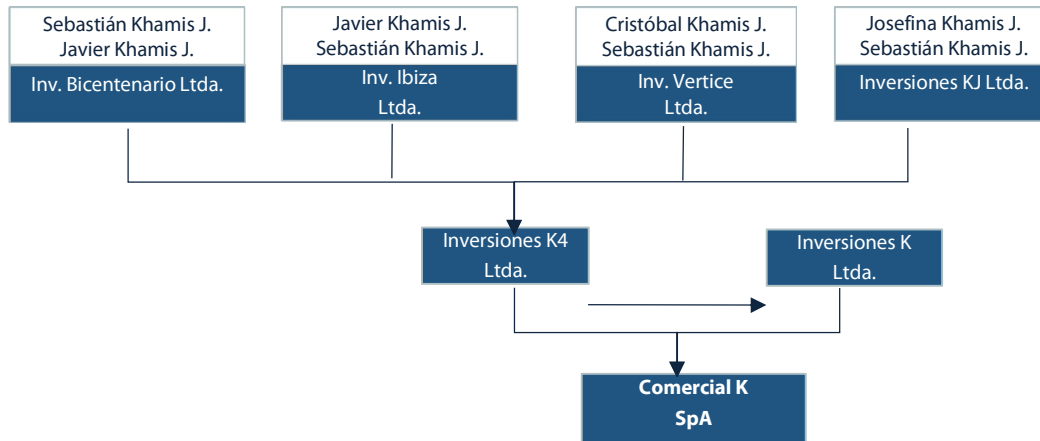 Sebastián Khamis J.
Javier Khamis J.
Inv. Bicentenario Ltda.
Javier Khamis J.
Sebastián Khamis J.
Inv. Ibiza
Ltda.
Cristóbal Khamis J.
Sebastián Khamis J.
Inv. Vertice
Ltda.
Josefina Khamis J.
Sebastián Khamis J.
Inversiones KJ Ltda.
Inversiones K4
Ltda.
Inversiones K
Ltda.
Comercial K
SpA